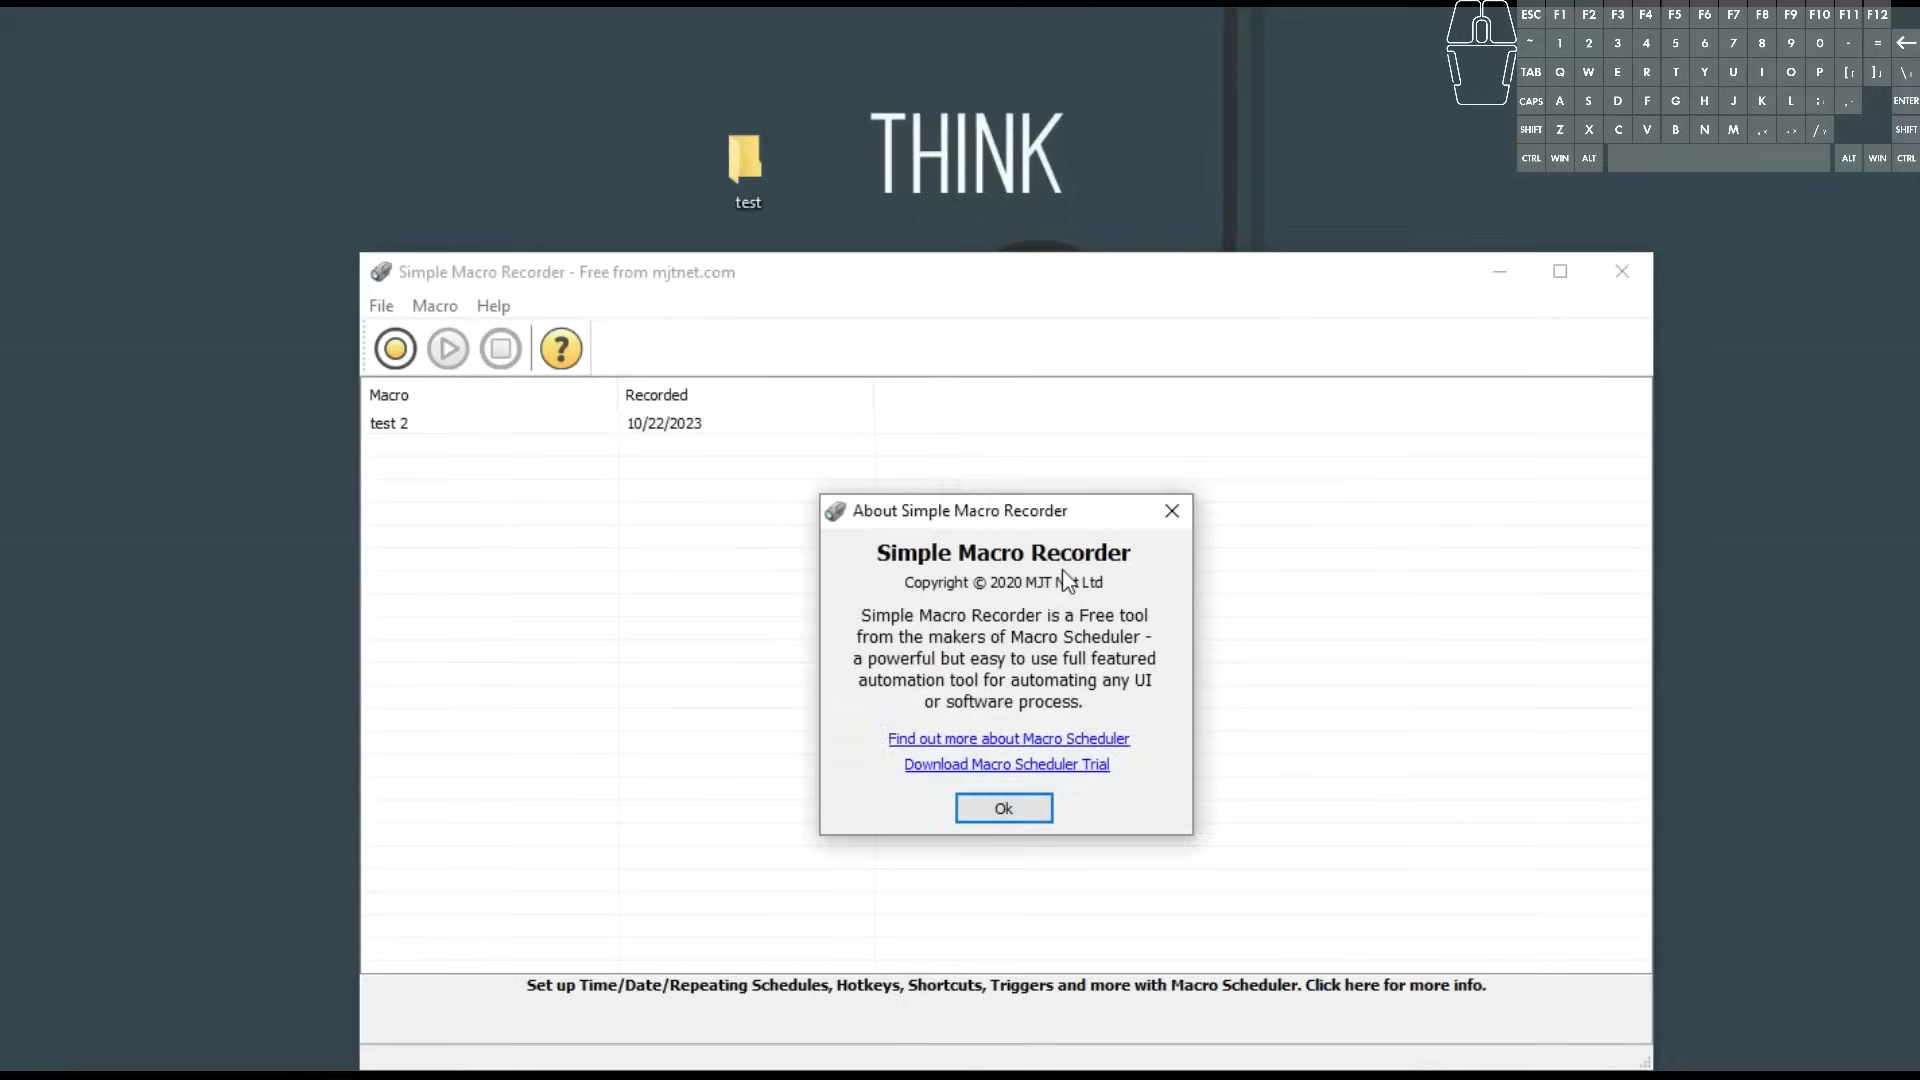 ESC F1 F2 F3 F4 F5 F6 F7 F8 F9 F10 F11 F12
~ 1 2 3 4 5 6 7 8 9 0 - =
TAB Q W E R T Y U I O P [ ] \
CAPS A S D F G H J K L ; ENTER
SHIFT Z X C V B N M / SHIFT
CTRL WIN ALT ALT WIN CTRL
THINK
test
Simple Macro Recorder - Free from mjtnet.com
File Macro Help
?
Macro Recorded
test 2 10/22/2023
About Simple Macro Recorder
Simple Macro Recorder
Copyright © 2020 MJT Net Ltd
Simple Macro Recorder is a Free tool
from the makers of Macro Scheduler -
a powerful but easy to use full featured
automation tool for automating any UI
or software process.
Find out more about Macro Scheduler
Download Macro Scheduler Trial
Ok
Set up Time/Date/Repeating Schedules, Hotkeys, Shortcuts, Triggers and more with Macro Scheduler. Click here for more info.